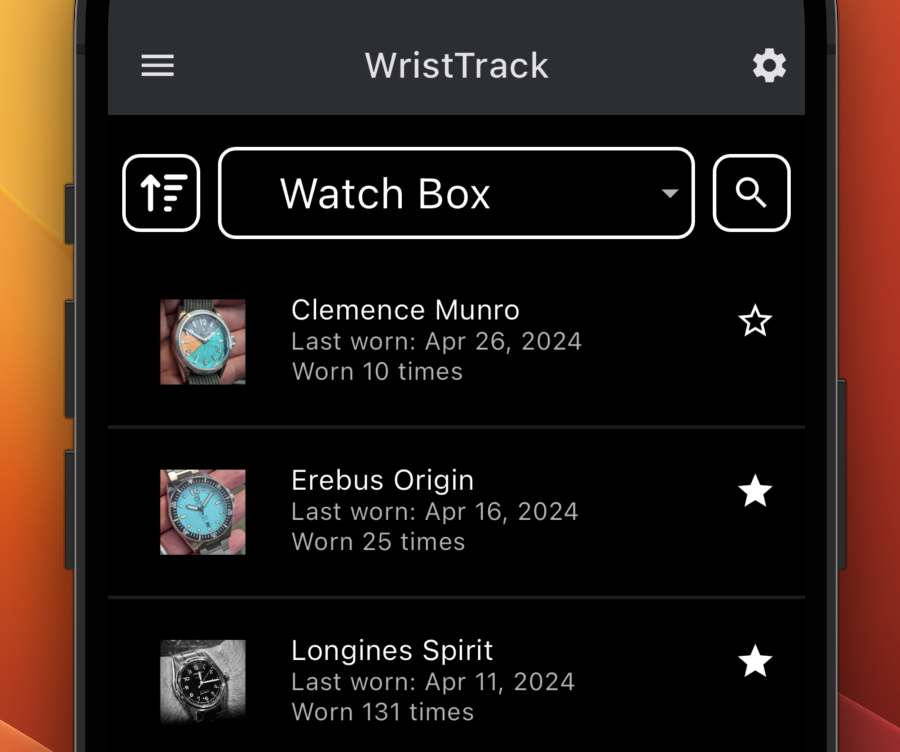 WristTrack
Watch Box
Clemence Munro
Last worn: Apr 26, 2024
Worn 10 times
Erebus Origin
Last worn: Apr 16, 2024
Worn 25 times
Longines Spirit
Last worn: Apr 11, 2024
Worn 131 times